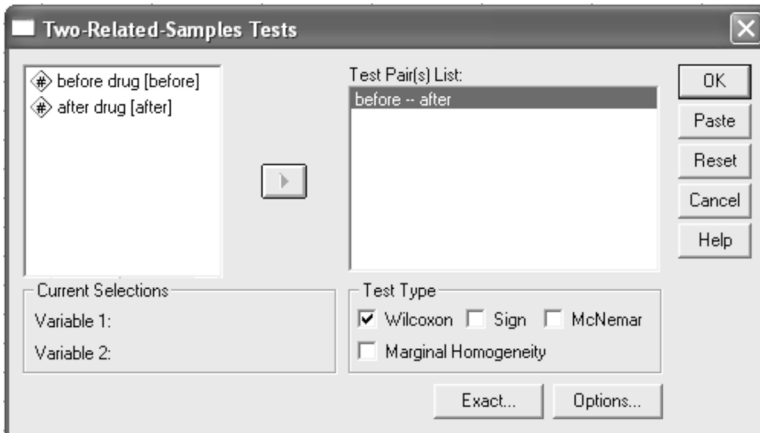 Two-Related-Samples Tests
before drug [before]
after drug [after]
Test Pair(s) List:
before -- after
OK
Paste
Reset
Cancel
Help
Current Selections
Variable 1:
Variable 2:
Test Type
Wilcoxon Sign McNemar
Marginal Homogeneity
Exact... Options...